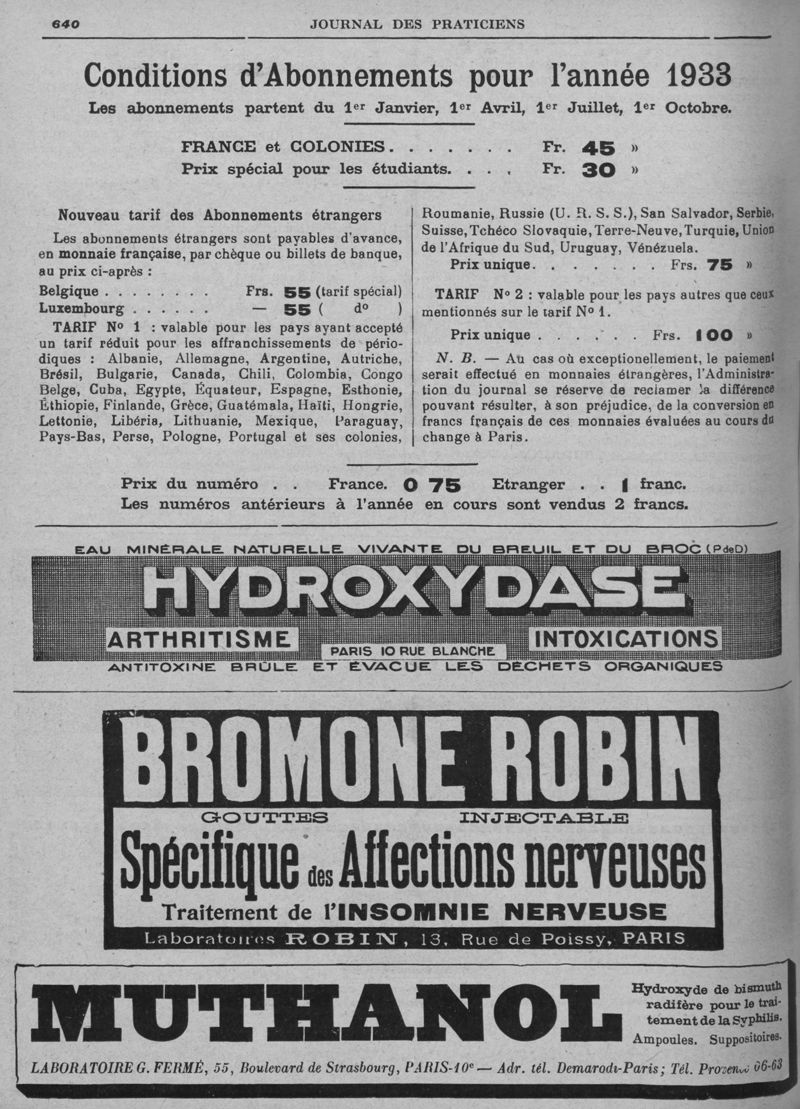 640
JOURNAL DES PRATICIENS
Conditions d'Abonnements pour l'année 1933
Les abonnements partent du 1er Janvier, 1er Avril, 1er Juillet, 1er Octobre.
FRANCE et COLONIES. . . . . . . Fr. 45 »
Prix spécial pour les étudiants. . . . Fr. 30 »
Nouveau tarif des Abonnements étrangers
Les abonnements étrangers sont payables d'avance,
en monnaie française, par chèque ou billets de banque,
au prix ci-après :
Belgique . . . . . . . . Frs. 55 (tarif spécial)
Luxembourg . . . . . . — 55 ( do )
TARIF No 1 : valable pour les pays ayant accepté
un tarif réduit pour les affranchissements de pério-
diques : Albanie, Allemagne, Argentine, Autriche,
Brésil, Bulgarie, Canada, Chili, Colombia, Congo
Belge, Cuba, Egypte, Équateur, Espagne, Esthonie,
Éthiopie, Finlande, Grèce, Guatémala, Haïti, Hongrie,
Lettonie, Libéria, Lithuanie, Mexique, Paraguay,
Pays-Bas, Perse, Pologne, Portugal et ses colonies,
Roumanie, Russie (U. R. S. S.), San Salvador, Serbie,
Suisse, Tchéco Slovaquie, Terre-Neuve, Turquie, Union
de l'Afrique du Sud, Uruguay, Vénézuela.
Prix unique. . . . . . . . Frs. 75 »
TARIF No 2 : valable pour les pays autres que ceux
mentionnés sur le tarif No 1.
Prix unique . . . . . . . Frs. 100 »
N. B. — Au cas où exceptionellement, le paiement
serait effectué en monnaies étrangères, l'Administra-
tion du journal se réserve de reclamer la différence
pouvant résulter, à son préjudice, de la conversion en
francs français de ces monnaies évaluées au cours du
change à Paris.
Prix du numéro . . France. 0 75 Etranger . . 1 franc.
Les numéros antérieurs à l'année en cours sont vendus 2 francs.
EAU MINÉRALE NATURELLE VIVANTE DU BREUIL ET DU BROC (P de D)
HYDROXYDASE
ARTHRITISME
PARIS 10 RUE BLANCHE
INTOXICATIONS
ANTITOXINE BRÛLE ET ÉVACUE LES DÉCHETS ORGANIQUES
BROMONE ROBIN
GOUTTES INJECTABLE
Spécifique des Affections nerveuses
Traitement de l'INSOMNIE NERVEUSE
Laboratoires ROBIN, 13, Rue de Poissy, PARIS
MUTHANOL
Hydroxyde de bismuth
radifère pour le trai-
tement de la Syphilis.
Ampoules. Suppositoires.
LABORATOIRE G. FERMÉ, 55, Boulevard de Strasbourg, PARIS-10e — Adr. tél. Demarodi-Paris; Tél. 06-63